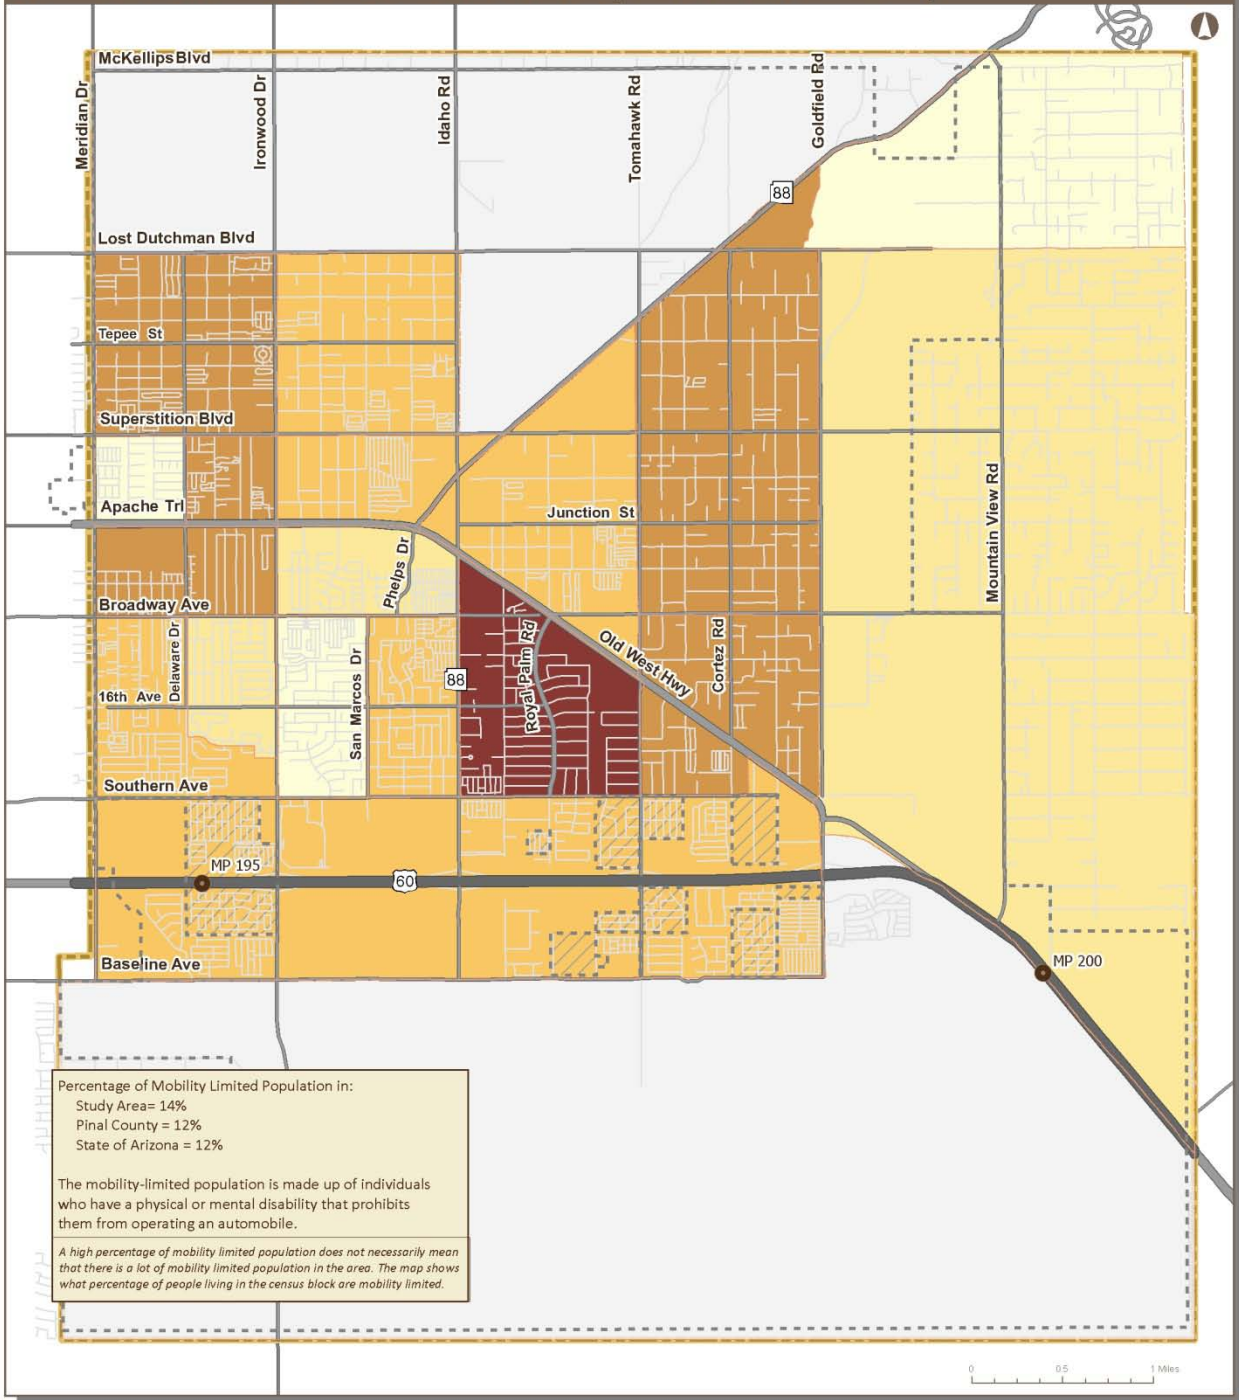 McKellips Blvd
Meridian Dr
Ironwood Dr
Idaho Rd
Tomahawk Rd
Goldfield Rd
88
Lost Dutchman Blvd
Tepee St
Superstition Blvd
Mountain View Rd
Apache Trl
Junction St
Phelps Dr
Broadway Ave
Delaware Dr
San Marcos Dr
88
Royal Palm Rd
Old West Hwy
Cortez Rd
16th Ave
Southern Ave
MP 195
60
Baseline Ave
MP 200
Percentage of Mobility Limited Population in:
Study Area= 14%
Pinal County = 12%
State of Arizona = 12%
The mobility-limited population is made up of individuals
who have a physical or mental disability that prohibits
them from operating an automobile.
A high percentage of mobility limited population does not necessarily mean
that there is a lot of mobility limited population in the area. The map shows
what percentage of people living in the census block are mobility limited.
0 0.5 1 Miles